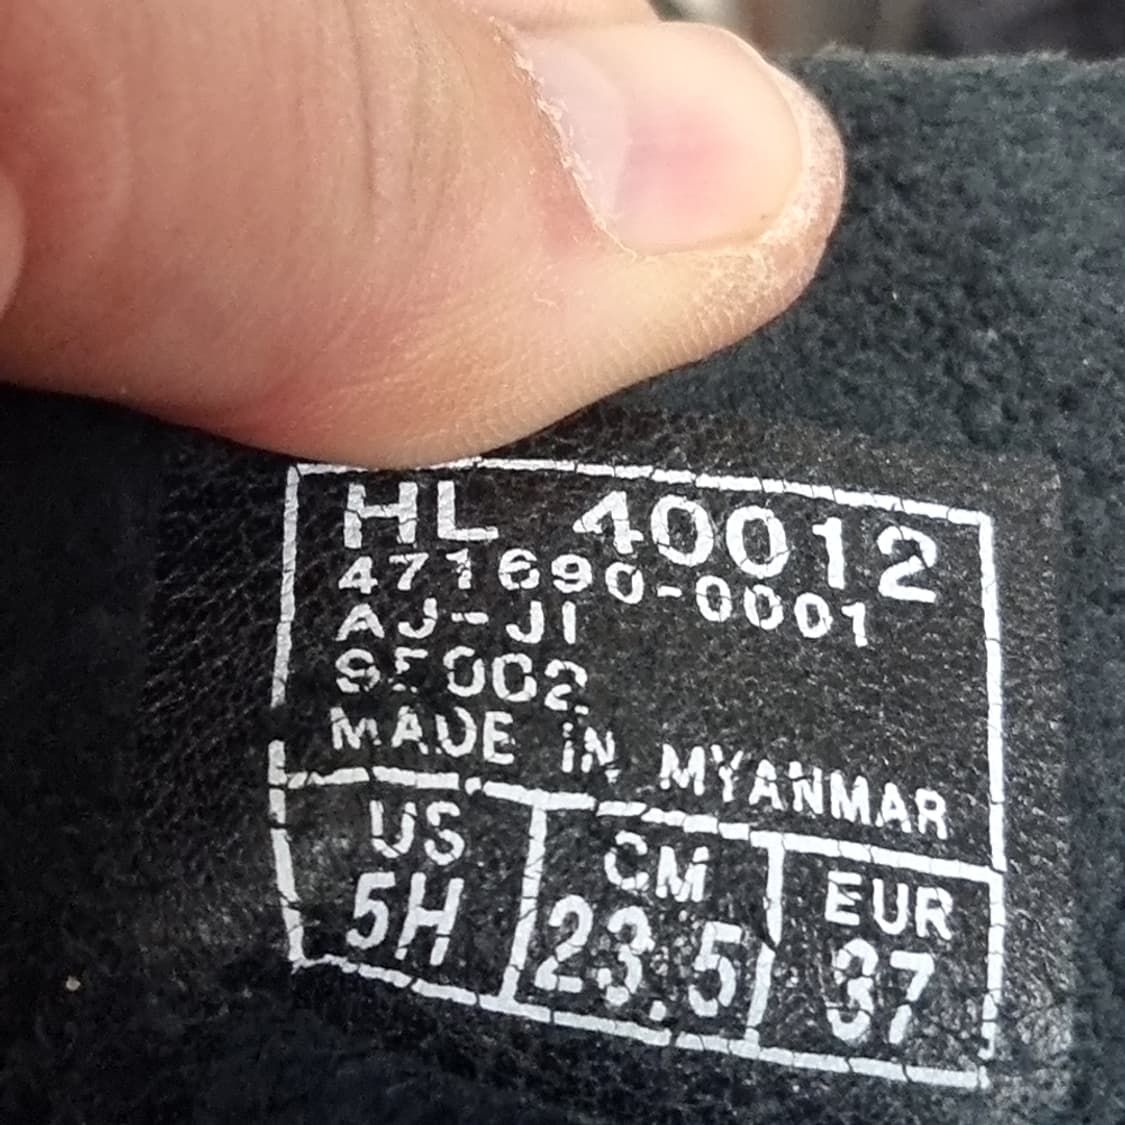 HL 40012
471690-0001
AJ-JI
MADE IN MYANMAR
US CM EUR
5H 23.5 37